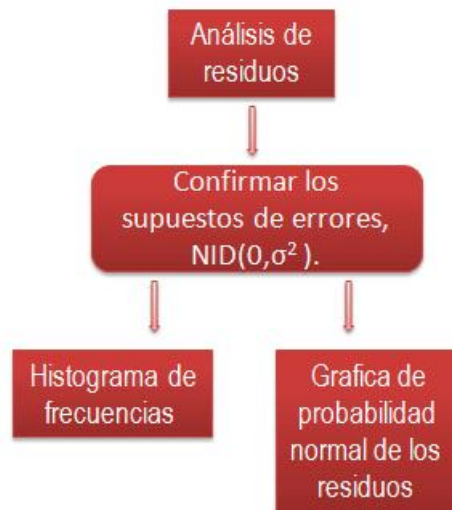 Análisis de
residuos
Confirmar los
supuestos de errores,
NID(0,σ² ).
Histograma de
frecuencias
Grafica de
probabilidad
normal de los
residuos